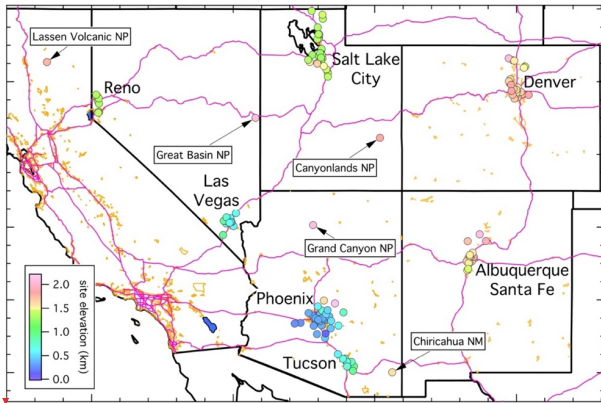 Lassen Volcanic NP
Reno
Salt Lake
City
Denver
Great Basin NP
Canyonlands NP
Las
Vegas
Grand Canyon NP
Albuquerque
Santa Fe
Phoenix
Tucson
Chiricahua NM
2.0
1.5
1.0
0.5
0.0
site elevation (km)